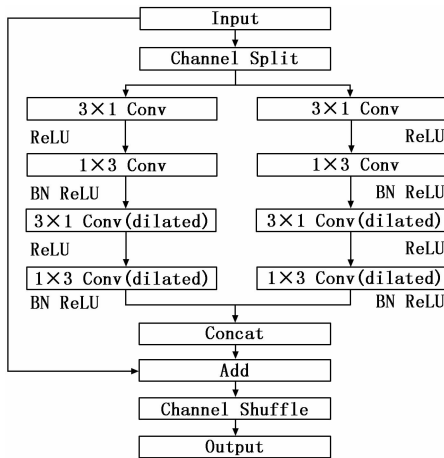 Input
Channel Split
3×1 Conv 3×1 Conv
ReLU ReLU
1×3 Conv 1×3 Conv
BN ReLU BN ReLU
3×1 Conv(dilated) 3×1 Conv(dilated)
ReLU ReLU
1×3 Conv(dilated) 1×3 Conv(dilated)
BN ReLU BN ReLU
Concat
Add
Channel Shuffle
Output